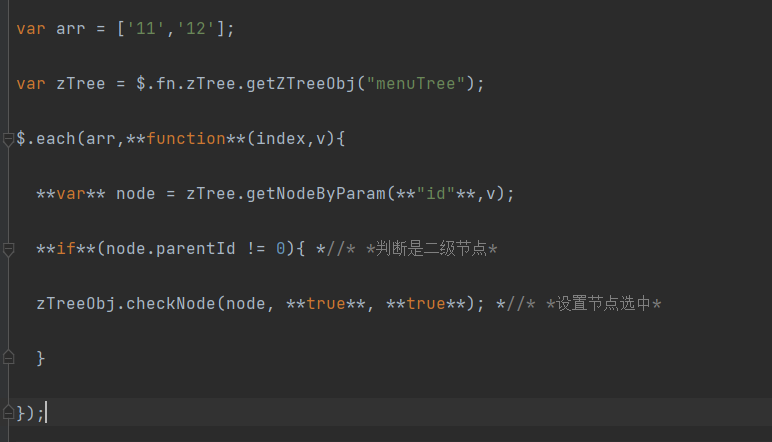 var arr = ['11','12'];
var zTree = $.fn.zTree.getZTreeObj("menuTree");
$.each(arr,**function**(index,v){
**var** node = zTree.getNodeByParam(**"id"**,v);
**if**(node.parentId != 0){ *//* *判断是二级节点*
zTreeObj.checkNode(node, **true**, **true**); *//* *设置节点选中*
}
});